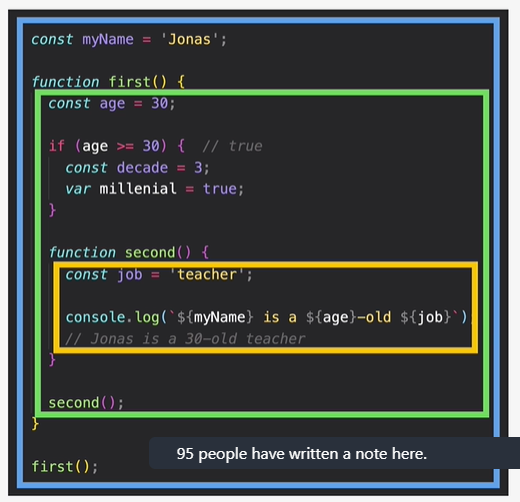 const myName = 'Jonas';
function first() {
const age = 30;
if (age >= 30) { // true
const decade = 3;
var millenial = true;
}
function second() {
const job = 'teacher';
console.log(`${myName} is a ${age}-old ${job}`)
// Jonas is a 30-old teacher
}
second();
}
95 people have written a note here.
first();